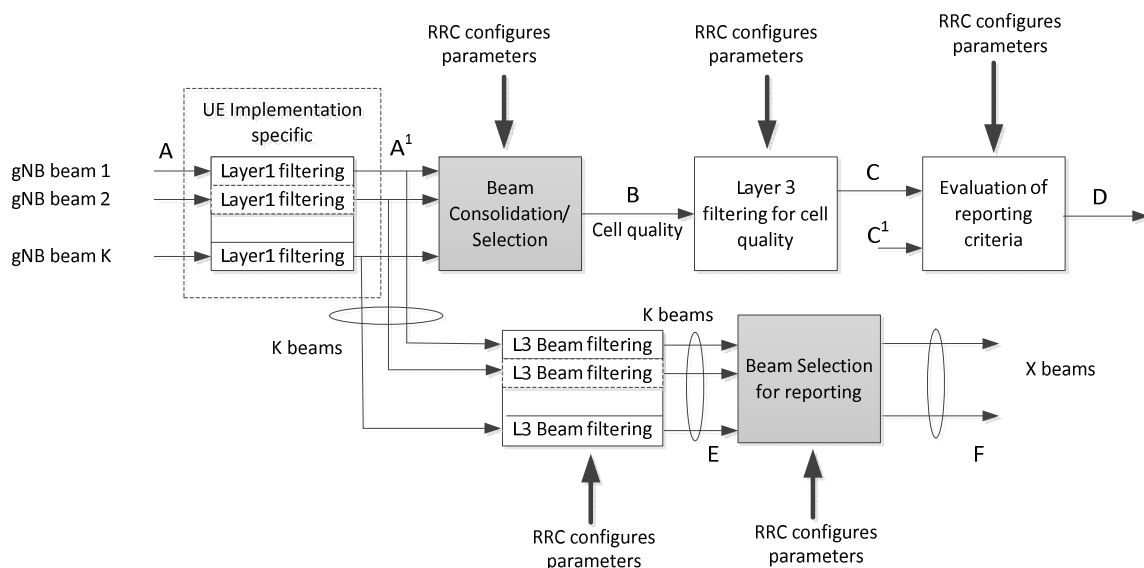 RRC configures
parameters
RRC configures
parameters
RRC configures
parameters
UE Implementation
specific
A
A¹
gNB beam 1
gNB beam 2
gNB beam K
Layer1 filtering
Layer1 filtering
Layer1 filtering
Beam
Consolidation/
Selection
B
Cell quality
Layer 3
filtering for cell
quality
C
C¹
Evaluation of
reporting
criteria
D
K beams
L3 Beam filtering
L3 Beam filtering
L3 Beam filtering
K beams
E
Beam Selection
for reporting
X beams
F
RRC configures
parameters
RRC configures
parameters